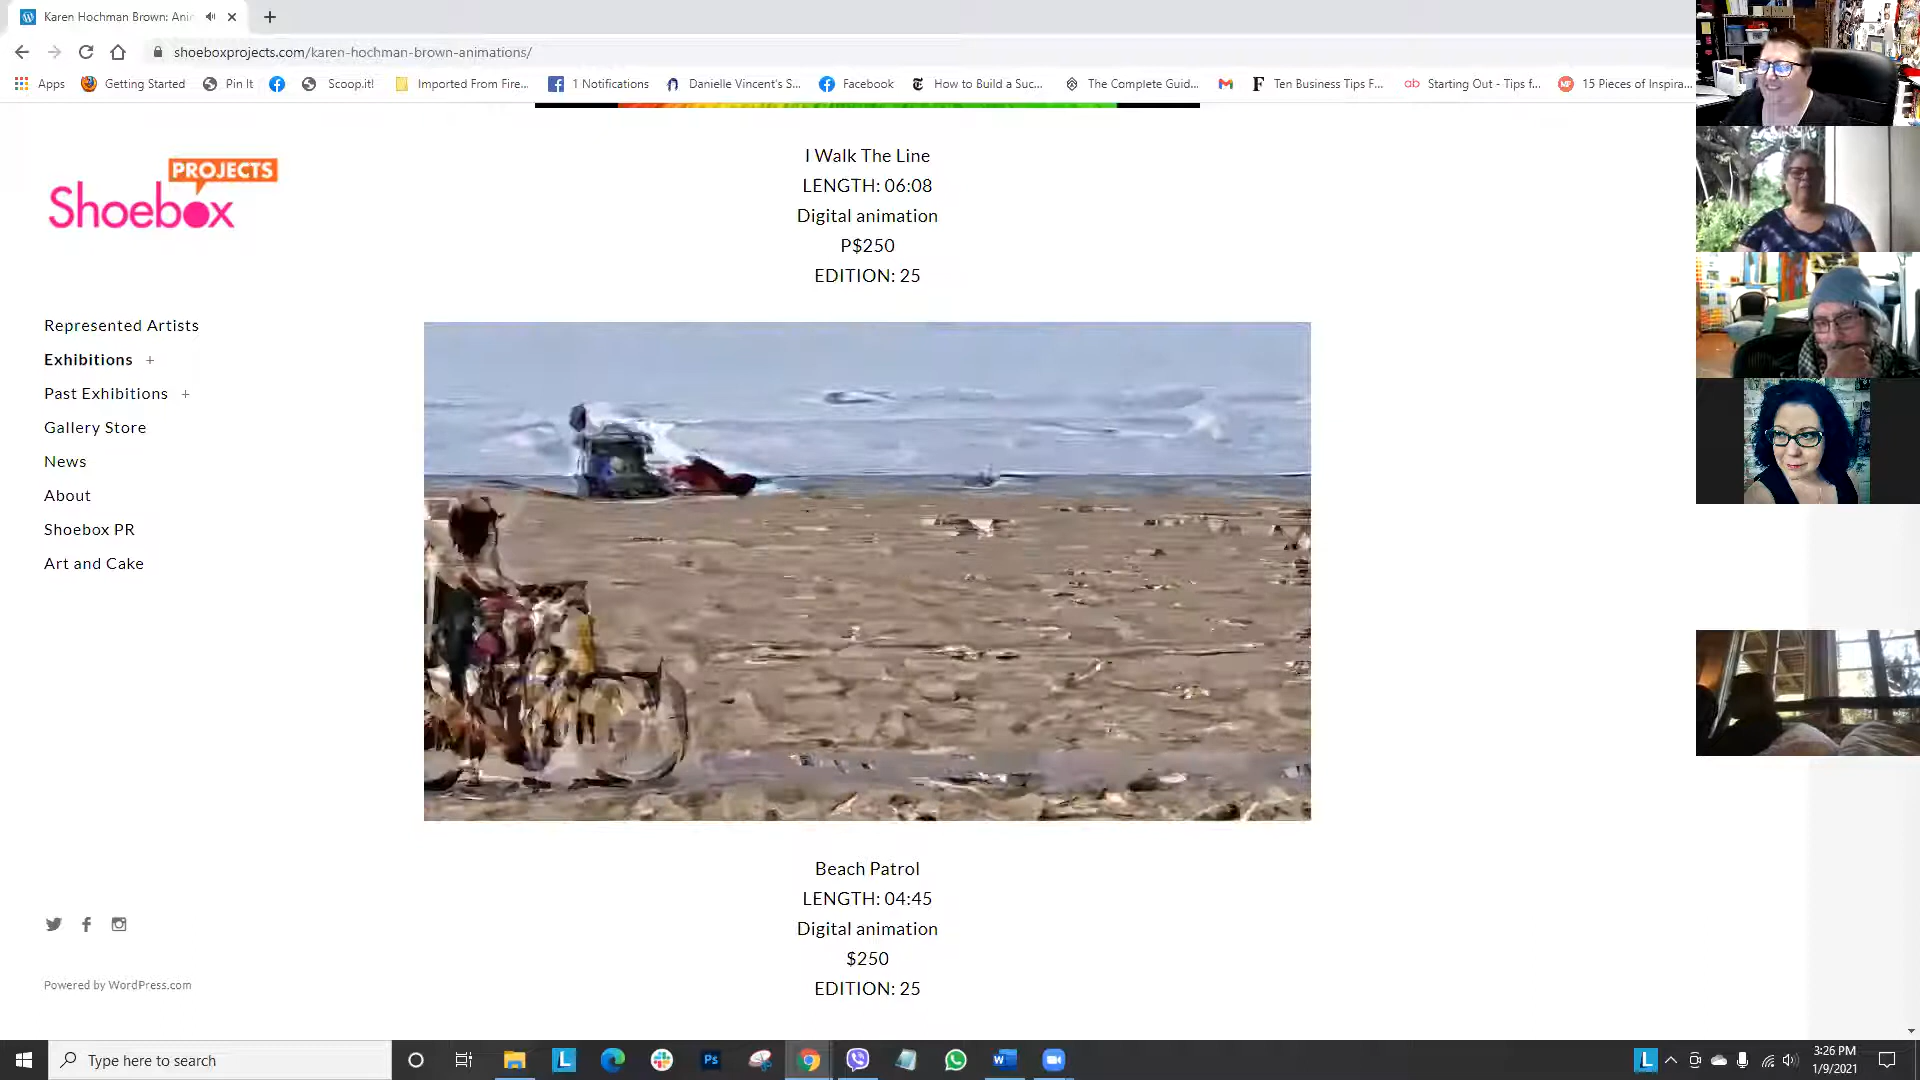 Karen Hochman Brown: Ani
shoeboxprojects.com/karen-hochman-brown-animations/
Apps
Getting Started
Pin It
Scoop.it!
Imported From Fire...
1 Notifications
Danielle Vincent's S...
Facebook
How to Build a Suc...
The Complete Guid...
Ten Business Tips F...
ab
Starting Out - Tips f...
MF
15 Pieces of Inspira...
PROJECTS
Shoebox
Represented Artists
Exhibitions +
Past Exhibitions +
Gallery Store
News
About
Shoebox PR
Art and Cake
Powered by WordPress.com
I Walk The Line
LENGTH: 06:08
Digital animation
P$250
EDITION: 25
Beach Patrol
LENGTH: 04:45
Digital animation
$250
EDITION: 25
Type here to search
L
Ps
W
L
3:26 PM
1/9/2021